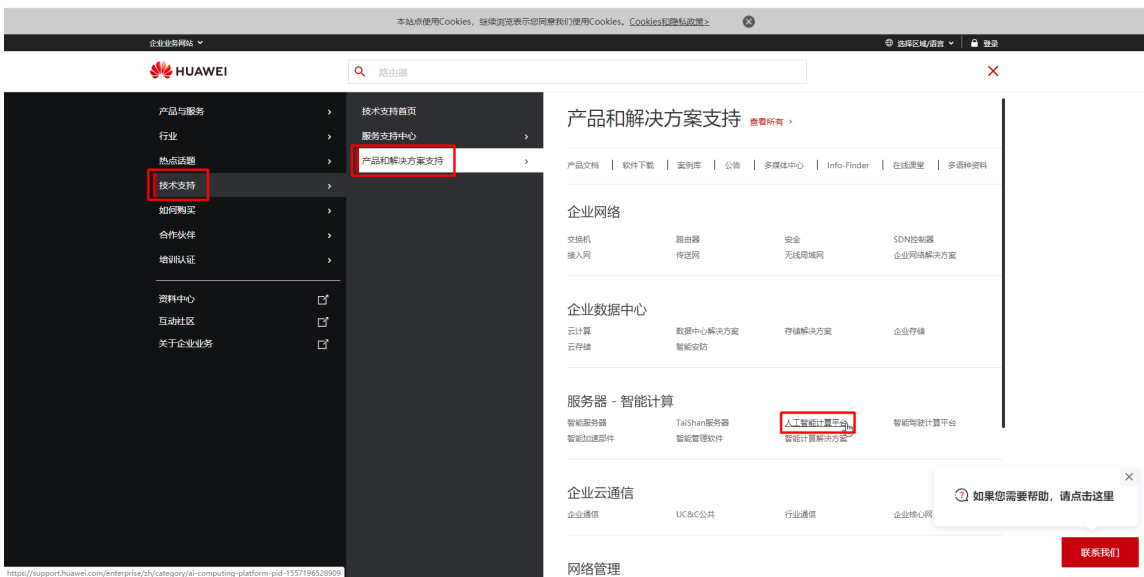 本站点使用Cookies，继续浏览表示您同意我们使用Cookies。Cookies和隐私政策>
企业业务网站
选择区域/语言
登录
HUAWEI
路由器
产品与服务
行业
热点话题
技术支持
如何购买
合作伙伴
培训认证
资料中心
互动社区
关于企业业务
技术支持首页
服务支持中心
产品和解决方案支持
产品和解决方案支持 查看所有 >
产品文档 | 软件下载 | 案例库 | 公告 | 多媒体中心 | Info-Finder | 在线课堂 | 多语种资料
企业网络
交换机 路由器 安全 SDN控制器
接入网 传送网 无线局域网 企业网络解决方案
企业数据中心
云计算 数据中心解决方案 存储解决方案 企业存储
云存储 智能安防
服务器 - 智能计算
智能服务器 TaiShan服务器 人工智能计算平台 智能驾驶计算平台
智能加速部件 智能管理软件 智能计算解决方案
企业云通信
企业通信 UC&C公共 行业通信 企业核心网
网络管理
如果您需要帮助，请点击这里
联系我们
https://support.huawei.com/enterprise/zh/category/ai-computing-platform-pid-1557196528909